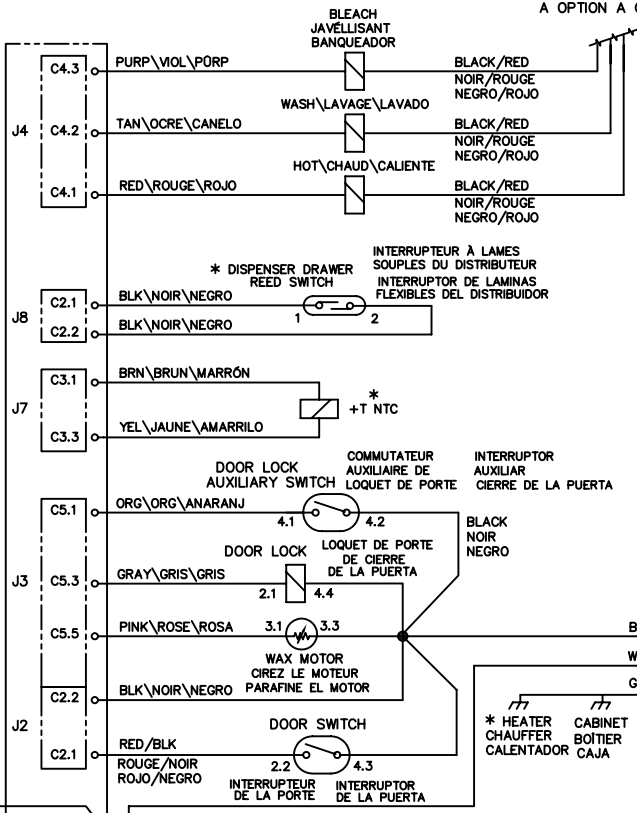 A OPTION A
BLEACH
JAVÉLLISANT
BANQUEADOR
C4.3
PURP\VIOL\PÜRP
BLACK/RED
NOIR/ROUGE
NEGRO/ROJO
J4
WASH\LAVAGE\LAVADO
C4.2
TAN\OCRE\CANELO
BLACK/RED
NOIR/ROUGE
NEGRO/ROJO
HOT\CHAUD\CALIENTE
C4.1
RED\ROUGE\ROJO
BLACK/RED
NOIR/ROUGE
NEGRO/ROJO
INTERRUPTEUR À LAMES
SOUPLES DU DISTRIBUTEUR
* DISPENSER DRAWER
REED SWITCH
INTERRUPTOR DE LAMINAS
FLEXIBLES DEL DISTRIBUIDOR
J8
C2.1
BLK\NOIR\NEGRO
1
2
C2.2
BLK\NOIR\NEGRO
J7
C3.1
BRN\BRUN\MARRÓN
*
+T NTC
C3.3
YEL\JAUNE\AMARRILO
DOOR LOCK
AUXILIARY SWITCH
COMMUTATEUR
AUXILIAIRE DE
LOQUET DE PORTE
INTERRUPTOR
AUXILIAR
CIERRE DE LA PUERTA
C5.1
ORG\ORG\ANARANJ
4.1
4.2
BLACK
NOIR
NEGRO
J3
DOOR LOCK
LOQUET DE PORTE
DE CIERRE
DE LA PUERTA
C5.3
GRAY\GRIS\GRIS
2.1
4.4
C5.5
PINK\ROSE\ROSA
3.1
3.3
B
WAX MOTOR
CIREZ LE MOTEUR
PARAFINE EL MOTOR
W
C2.2
BLK\NOIR\NEGRO
G
J2
DOOR SWITCH
* HEATER
CHAUFFER
CALENTADOR
CABINET
BOÎTIER
CAJA
C2.1
RED/BLK
ROUGE/NOIR
ROJO/NEGRO
2.2
4.3
INTERRUPTEUR
DE LA PORTE
INTERRUPTOR
DE LA PUERTA